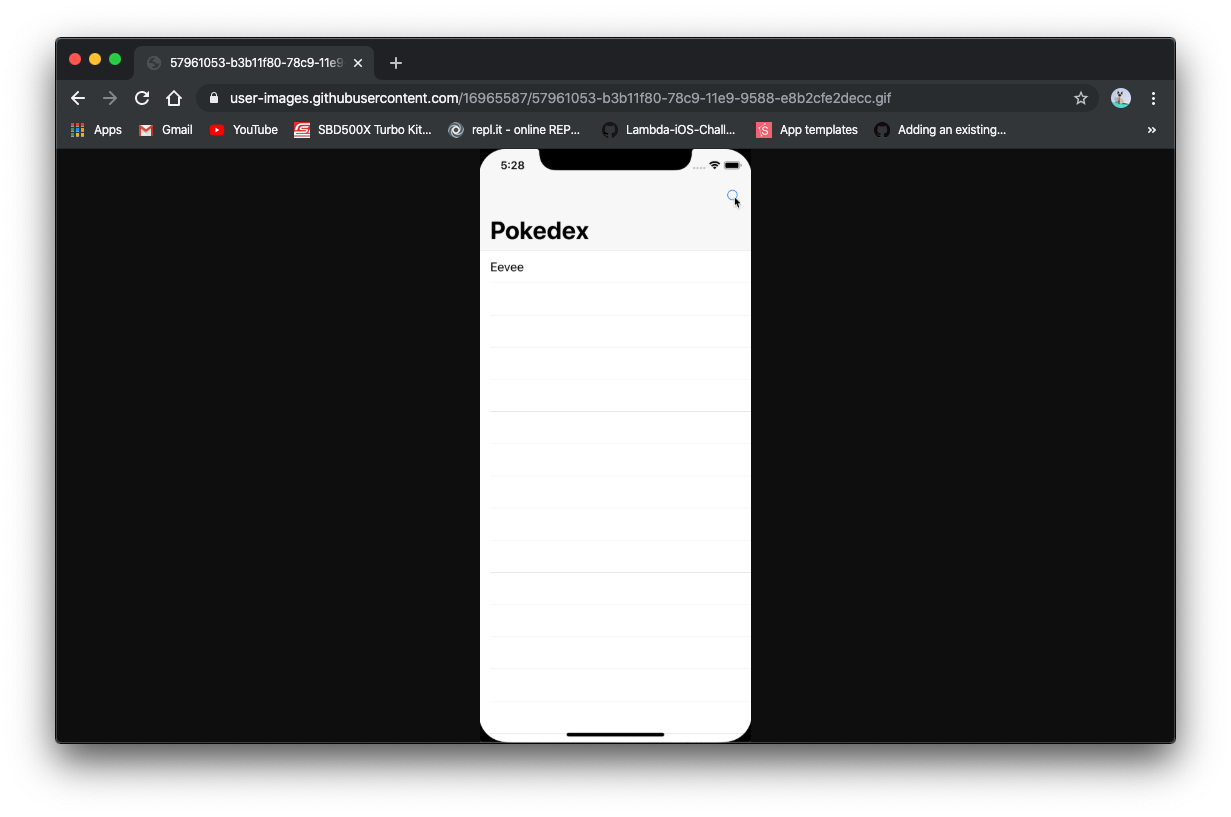 57961053-b3b11f80-78c9-11e9
user-images.githubusercontent.com/16965587/57961053-b3b11f80-78c9-11e9-9588-e8b2cfe2decc.gif
Apps Gmail YouTube SBD500X Turbo Kit... repl.it - online REP... Lambda-iOS-Chall... App templates Adding an existing... »
5:28
Pokedex
Eevee